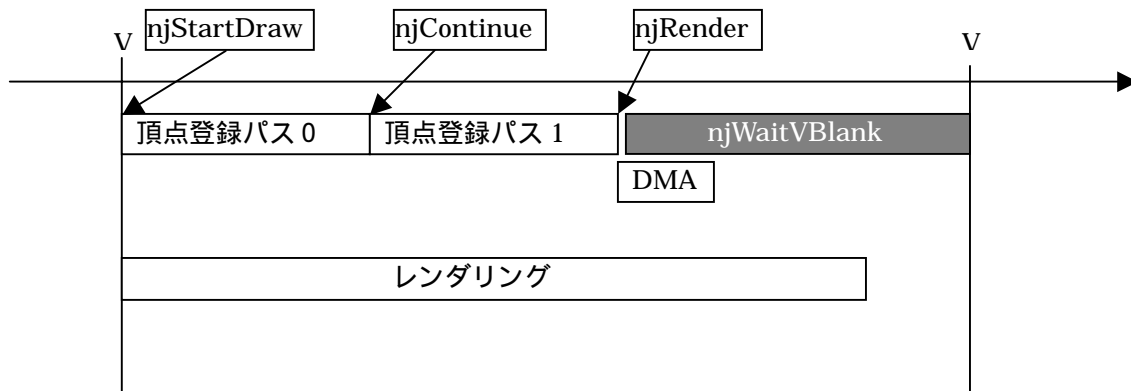 V
njStartDraw
njContinue
njRender
V
頂点登録パス 0
頂点登録パス 1
njWaitVBlank
DMA
レンダリング